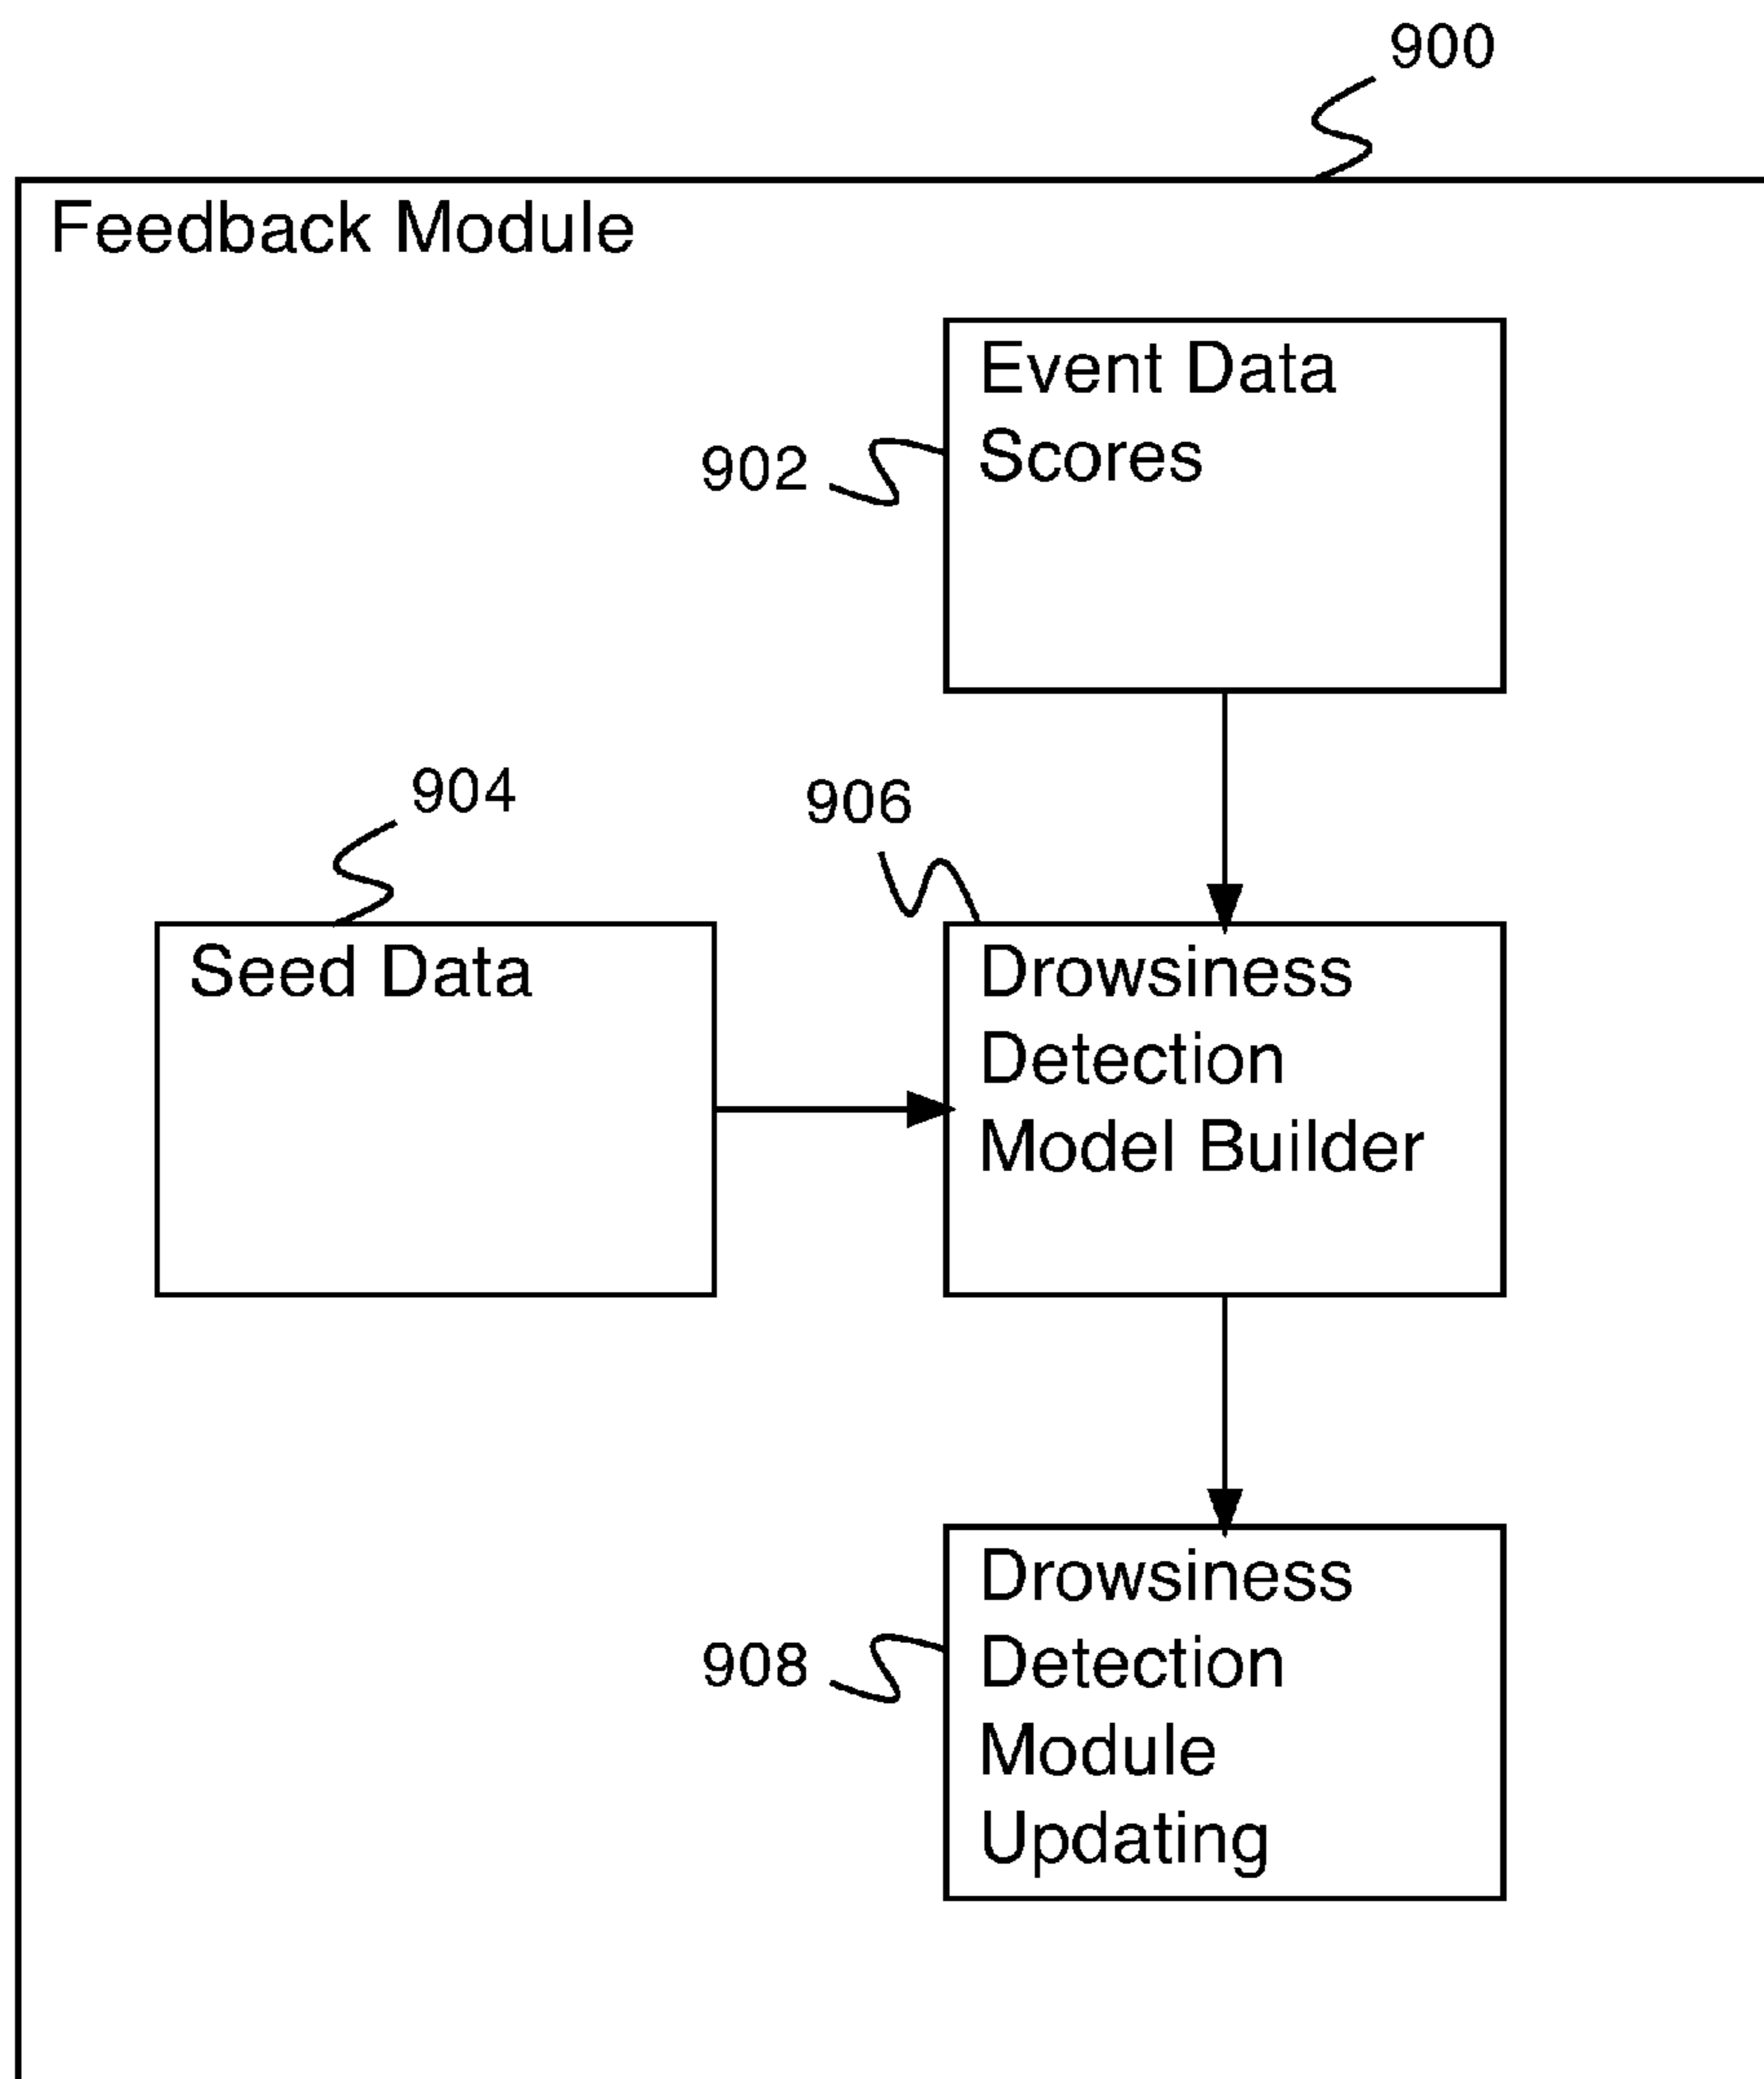 900
Feedback Module
Event Data
Scores
902
904
906
Seed Data
Drowsiness
Detection
Model Builder
Drowsiness
Detection
Module
Updating
908